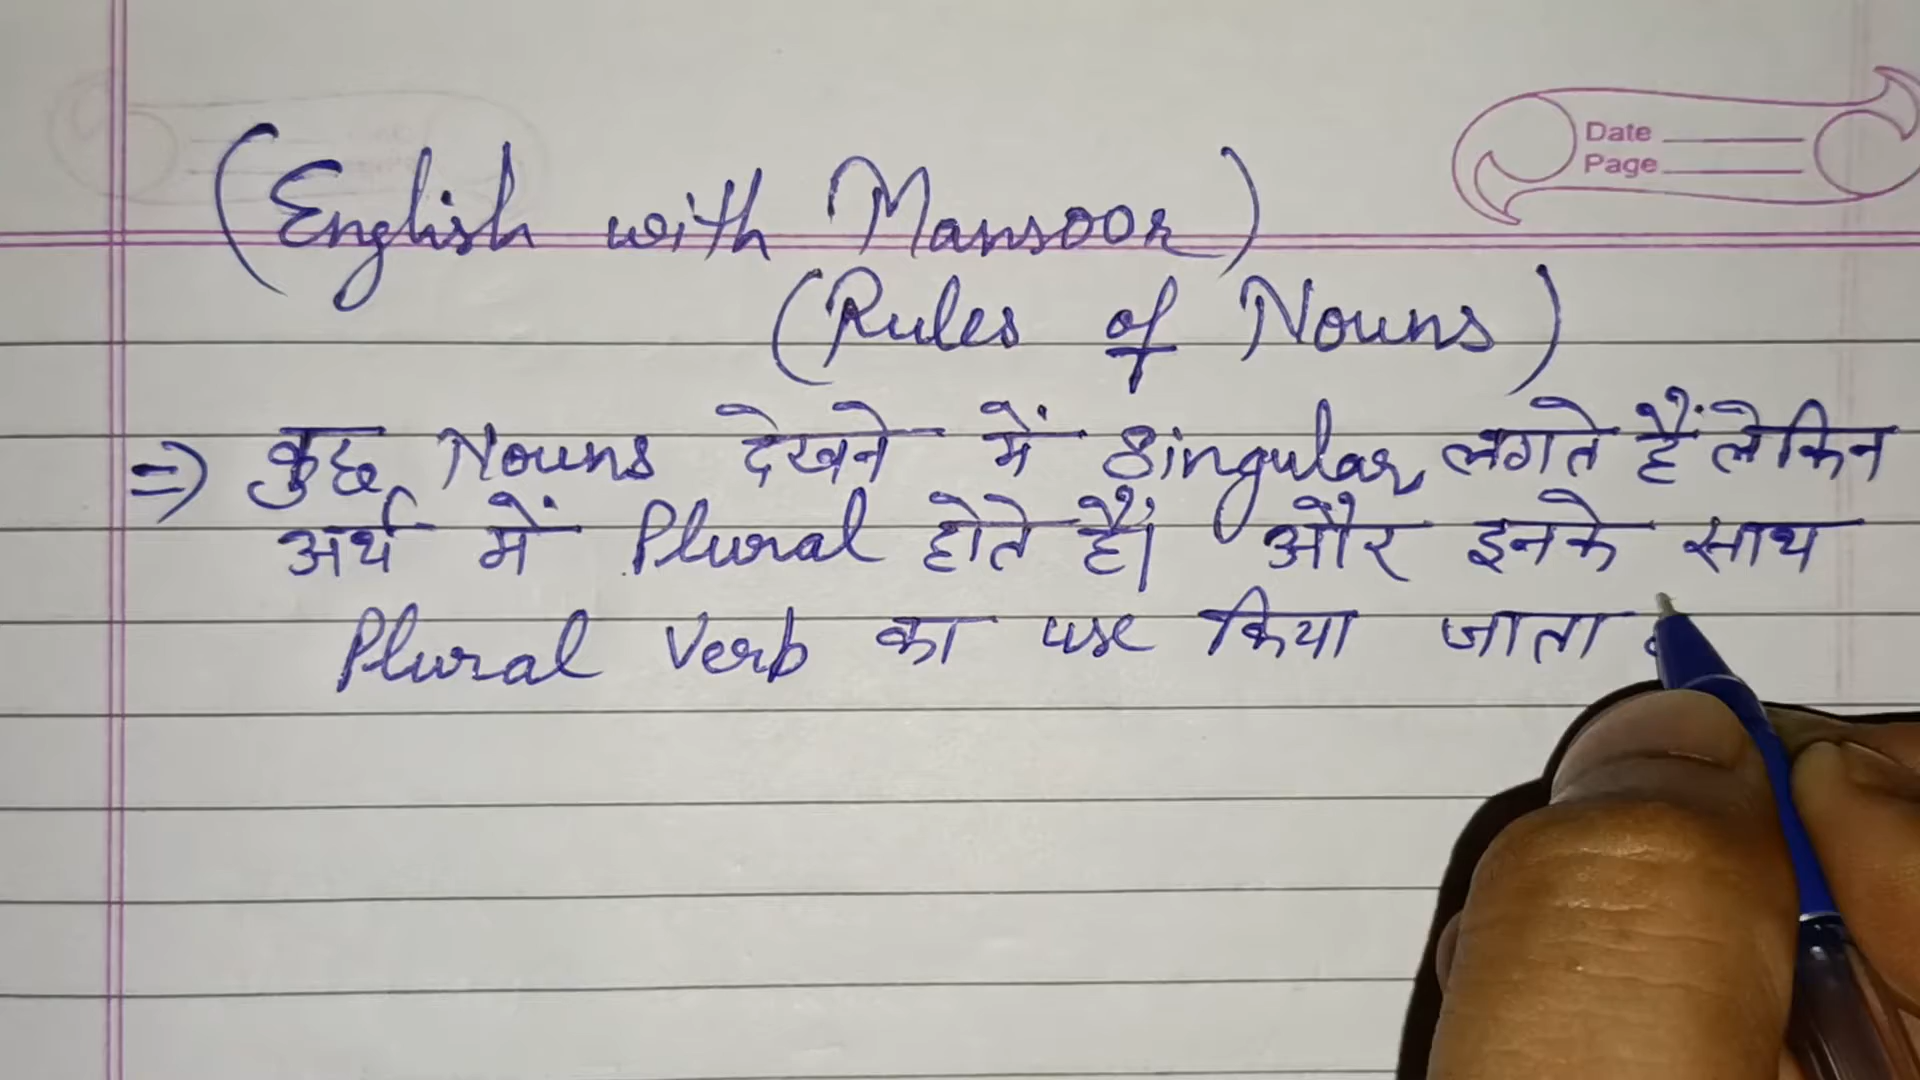 Date
Page
(English with Mansoor)
(Rules of Nouns)
=> कुछ Nouns देखने में Singular लगते हैं लेकिन
अर्थ में Plural होते हैं। और इनके साथ
Plural Verb का use किया जाता